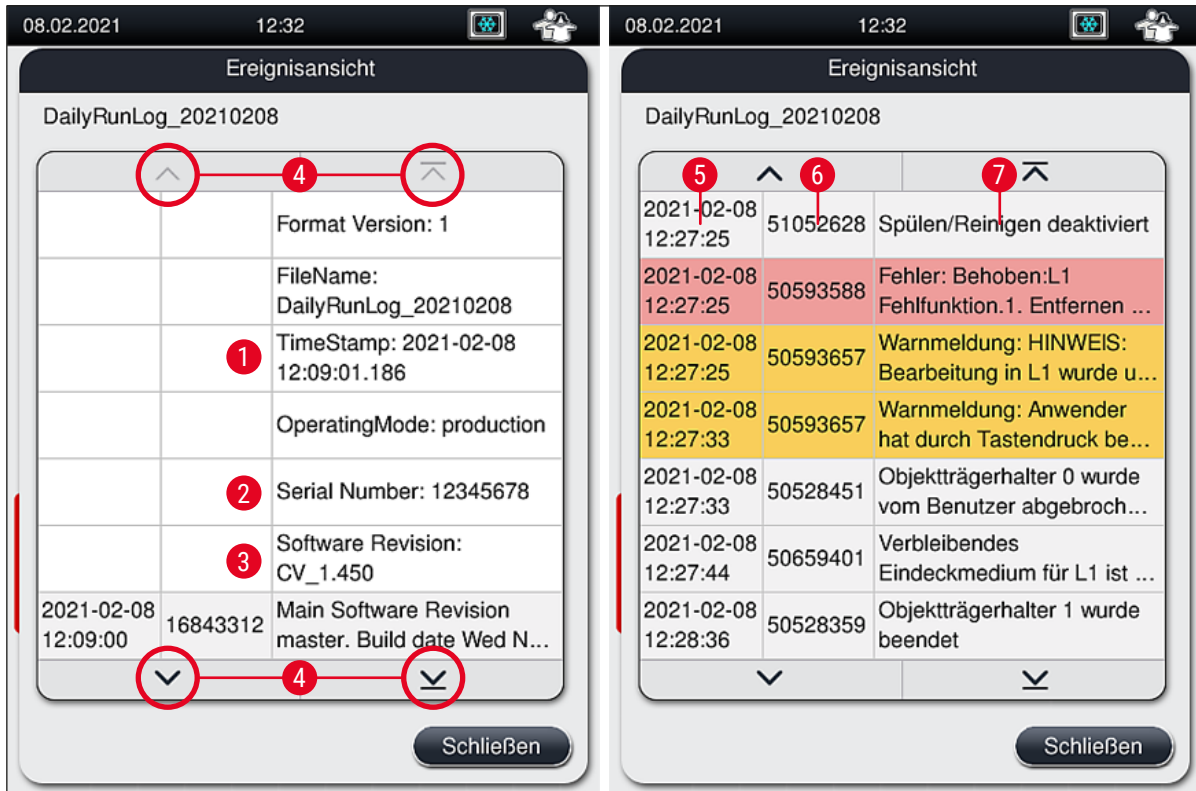 08.02.2021 12:32
Ereignisansicht
DailyRunLog_20210208
4
Format Version: 1
FileName:
DailyRunLog_20210208
1
TimeStamp: 2021-02-08
12:09:01.186
OperatingMode: production
2
Serial Number: 12345678
3
Software Revision:
CV_1.450
2021-02-08
12:09:00
16843312
Main Software Revision
master. Build date Wed N...
4
Schließen
08.02.2021 12:32
Ereignisansicht
DailyRunLog_20210208
5 6 7
2021-02-08
12:27:25
51052628
Spülen/Reinigen deaktiviert
2021-02-08
12:27:25
50593588
Fehler: Behoben:L1
Fehlfunktion.1. Entfernen ...
2021-02-08
12:27:25
50593657
Warnmeldung: HINWEIS:
Bearbeitung in L1 wurde u...
2021-02-08
12:27:33
50593657
Warnmeldung: Anwender
hat durch Tastendruck be...
2021-02-08
12:27:33
50528451
Objektträgerhalter 0 wurde
vom Benutzer abgebroch...
2021-02-08
12:27:44
50659401
Verbleibendes
Eindeckmedium für L1 ist ...
2021-02-08
12:28:36
50528359
Objektträgerhalter 1 wurde
beendet
Schließen